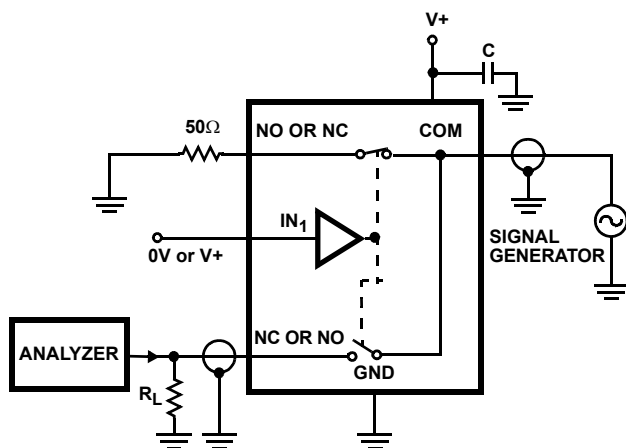 V+
C
50Ω
NO OR NC
COM
IN1
0V or V+
SIGNAL
GENERATOR
NC OR NO
ANALYZER
GND
RL